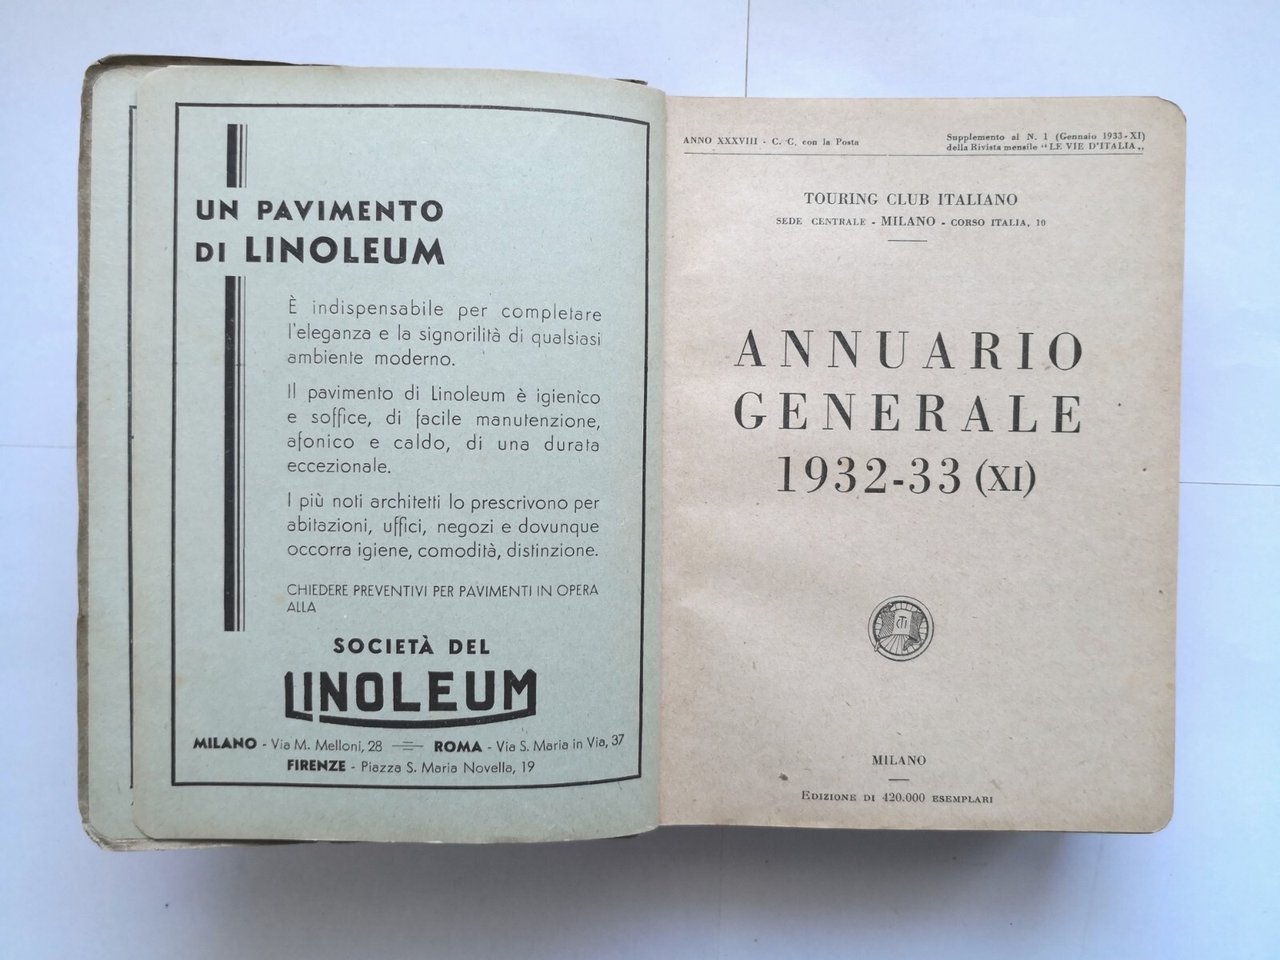 UN PAVIMENTO
DI LINOLEUM
È indispensabile per completare
l'eleganza e la signorilità di qualsiasi
ambiente moderno.
Il pavimento di Linoleum è igienico
e soffice, di facile manutenzione,
afonico e caldo, di una durata
eccezionale.
I più noti architetti lo prescrivono per
abitazioni, uffici, negozi e dovunque
occorra igiene, comodità, distinzione.
CHIEDERE PREVENTIVI PER PAVIMENTI IN OPERA
ALLA
SOCIETÀ DEL
LINOLEUM
MILANO - Via M. Melloni, 28 — ROMA - Via S. Maria in Via, 37
FIRENZE - Piazza S. Maria Novella, 19
ANNO XXXVIII - C. C. con la Posta
Supplemento al N. 1 (Gennaio 1933-XI)
della Rivista mensile "LE VIE D'ITALIA„
TOURING CLUB ITALIANO
SEDE CENTRALE - MILANO - CORSO ITALIA, 10
ANNUARIO
GENERALE
1932-33 (XI)
CTI
MILANO
EDIZIONE DI 420.000 ESEMPLARI